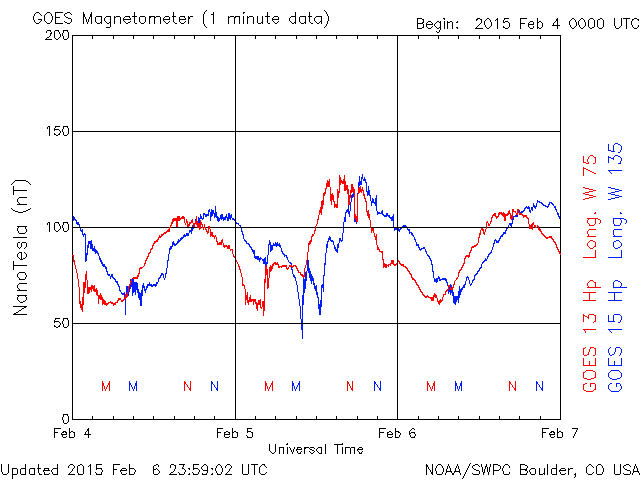 GOES Magnetometer (1 minute data)
Begin: 2015 Feb 4 0000 UTC
200
150
100
50
0
NanoTesla (nT)
M M N N M M N N M M N N
Feb 4 Feb 5 Feb 6 Feb 7
Universal Time
GOES 13 Hp Long. W 75
GOES 15 Hp Long. W 135
Updated 2015 Feb 6 23:59:02 UTC
NOAA/SWPC Boulder, CO USA